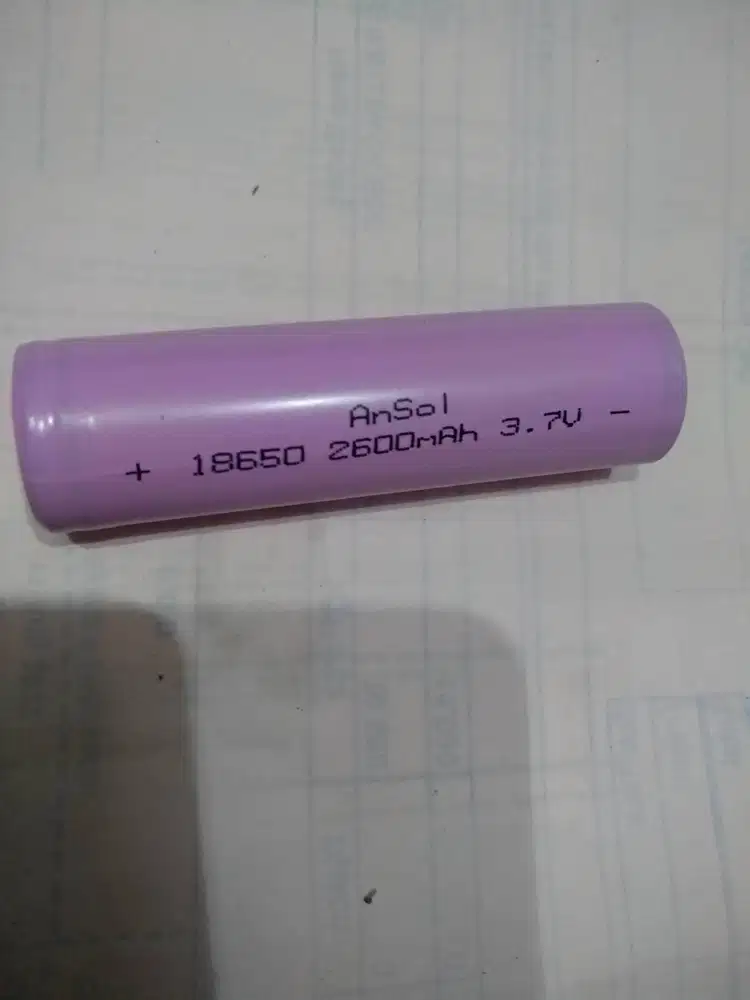 AnSol
+ 18650 2600mAh 3.7V -